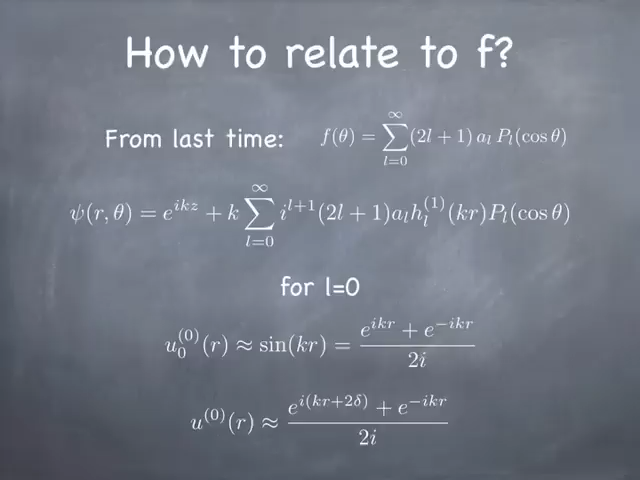 How to relate to f?
From last time: f(θ) = ∑_{l=0}^{∞} (2l + 1) a_l P_l(cos θ)
ψ(r, θ) = e^{ikz} + k ∑_{l=0}^{∞} i^{l+1}(2l + 1)a_l h_l^{(1)}(kr)P_l(cos θ)
for l=0
u_0^{(0)}(r) ≈ sin(kr) = \frac{e^{ikr} + e^{-ikr}}{2i}
u^{(0)}(r) ≈ \frac{e^{i(kr+2δ)} + e^{-ikr}}{2i}